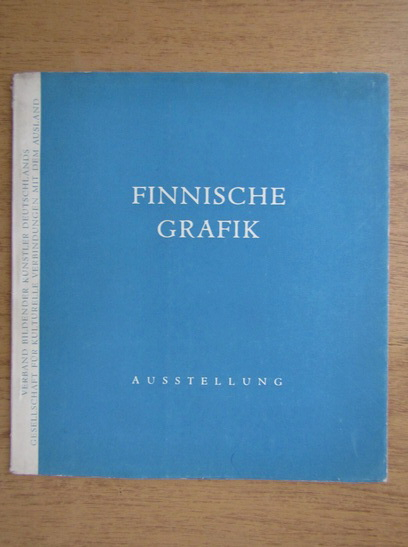 VERBAND BILDENDER KÜNSTLER DEUTSCHLANDS
GESELLSCHAFT FÜR KULTURELLE VERBINDUNGEN MIT DEM AUSLAND
FINNISCHE
GRAFIK
AUSSTELLUNG